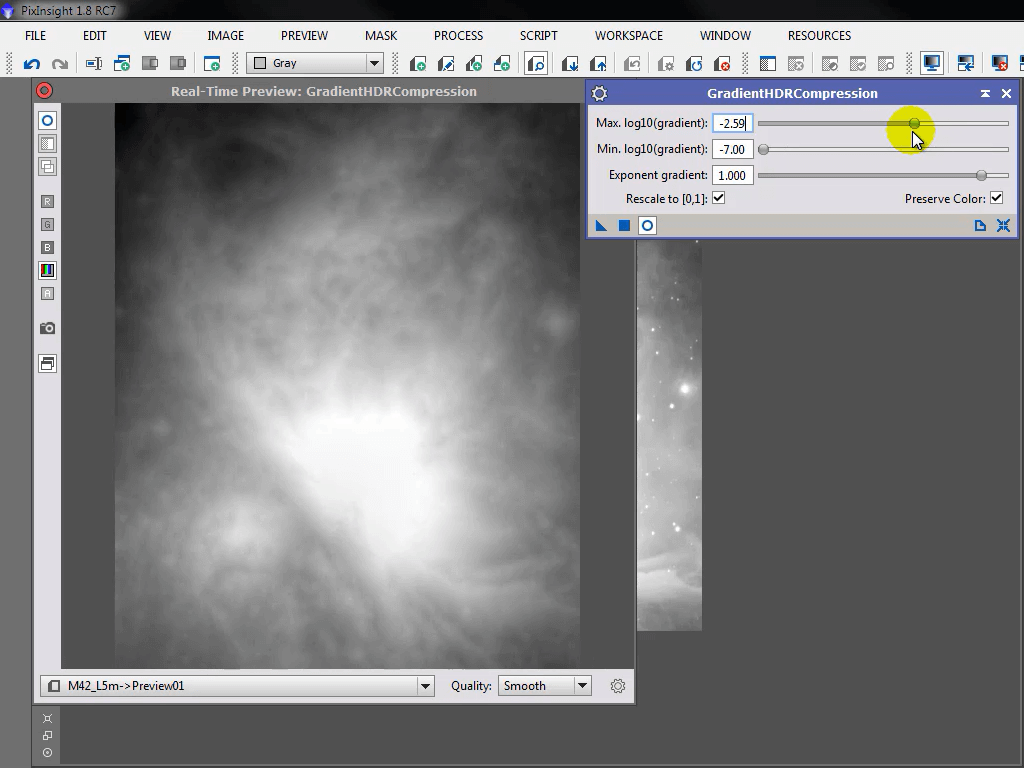 PixInsight 1.8 RC7
FILE EDIT VIEW IMAGE PREVIEW MASK PROCESS SCRIPT WORKSPACE WINDOW RESOURCES
Gray
Real-Time Preview: GradientHDRCompression
GradientHDRCompression
Max. log10(gradient): -2.59
Min. log10(gradient): -7.00
Exponent gradient: 1.000
Rescale to [0,1]: Preserve Color:
R
G
B
A
M42_L5m->Preview01 Quality: Smooth